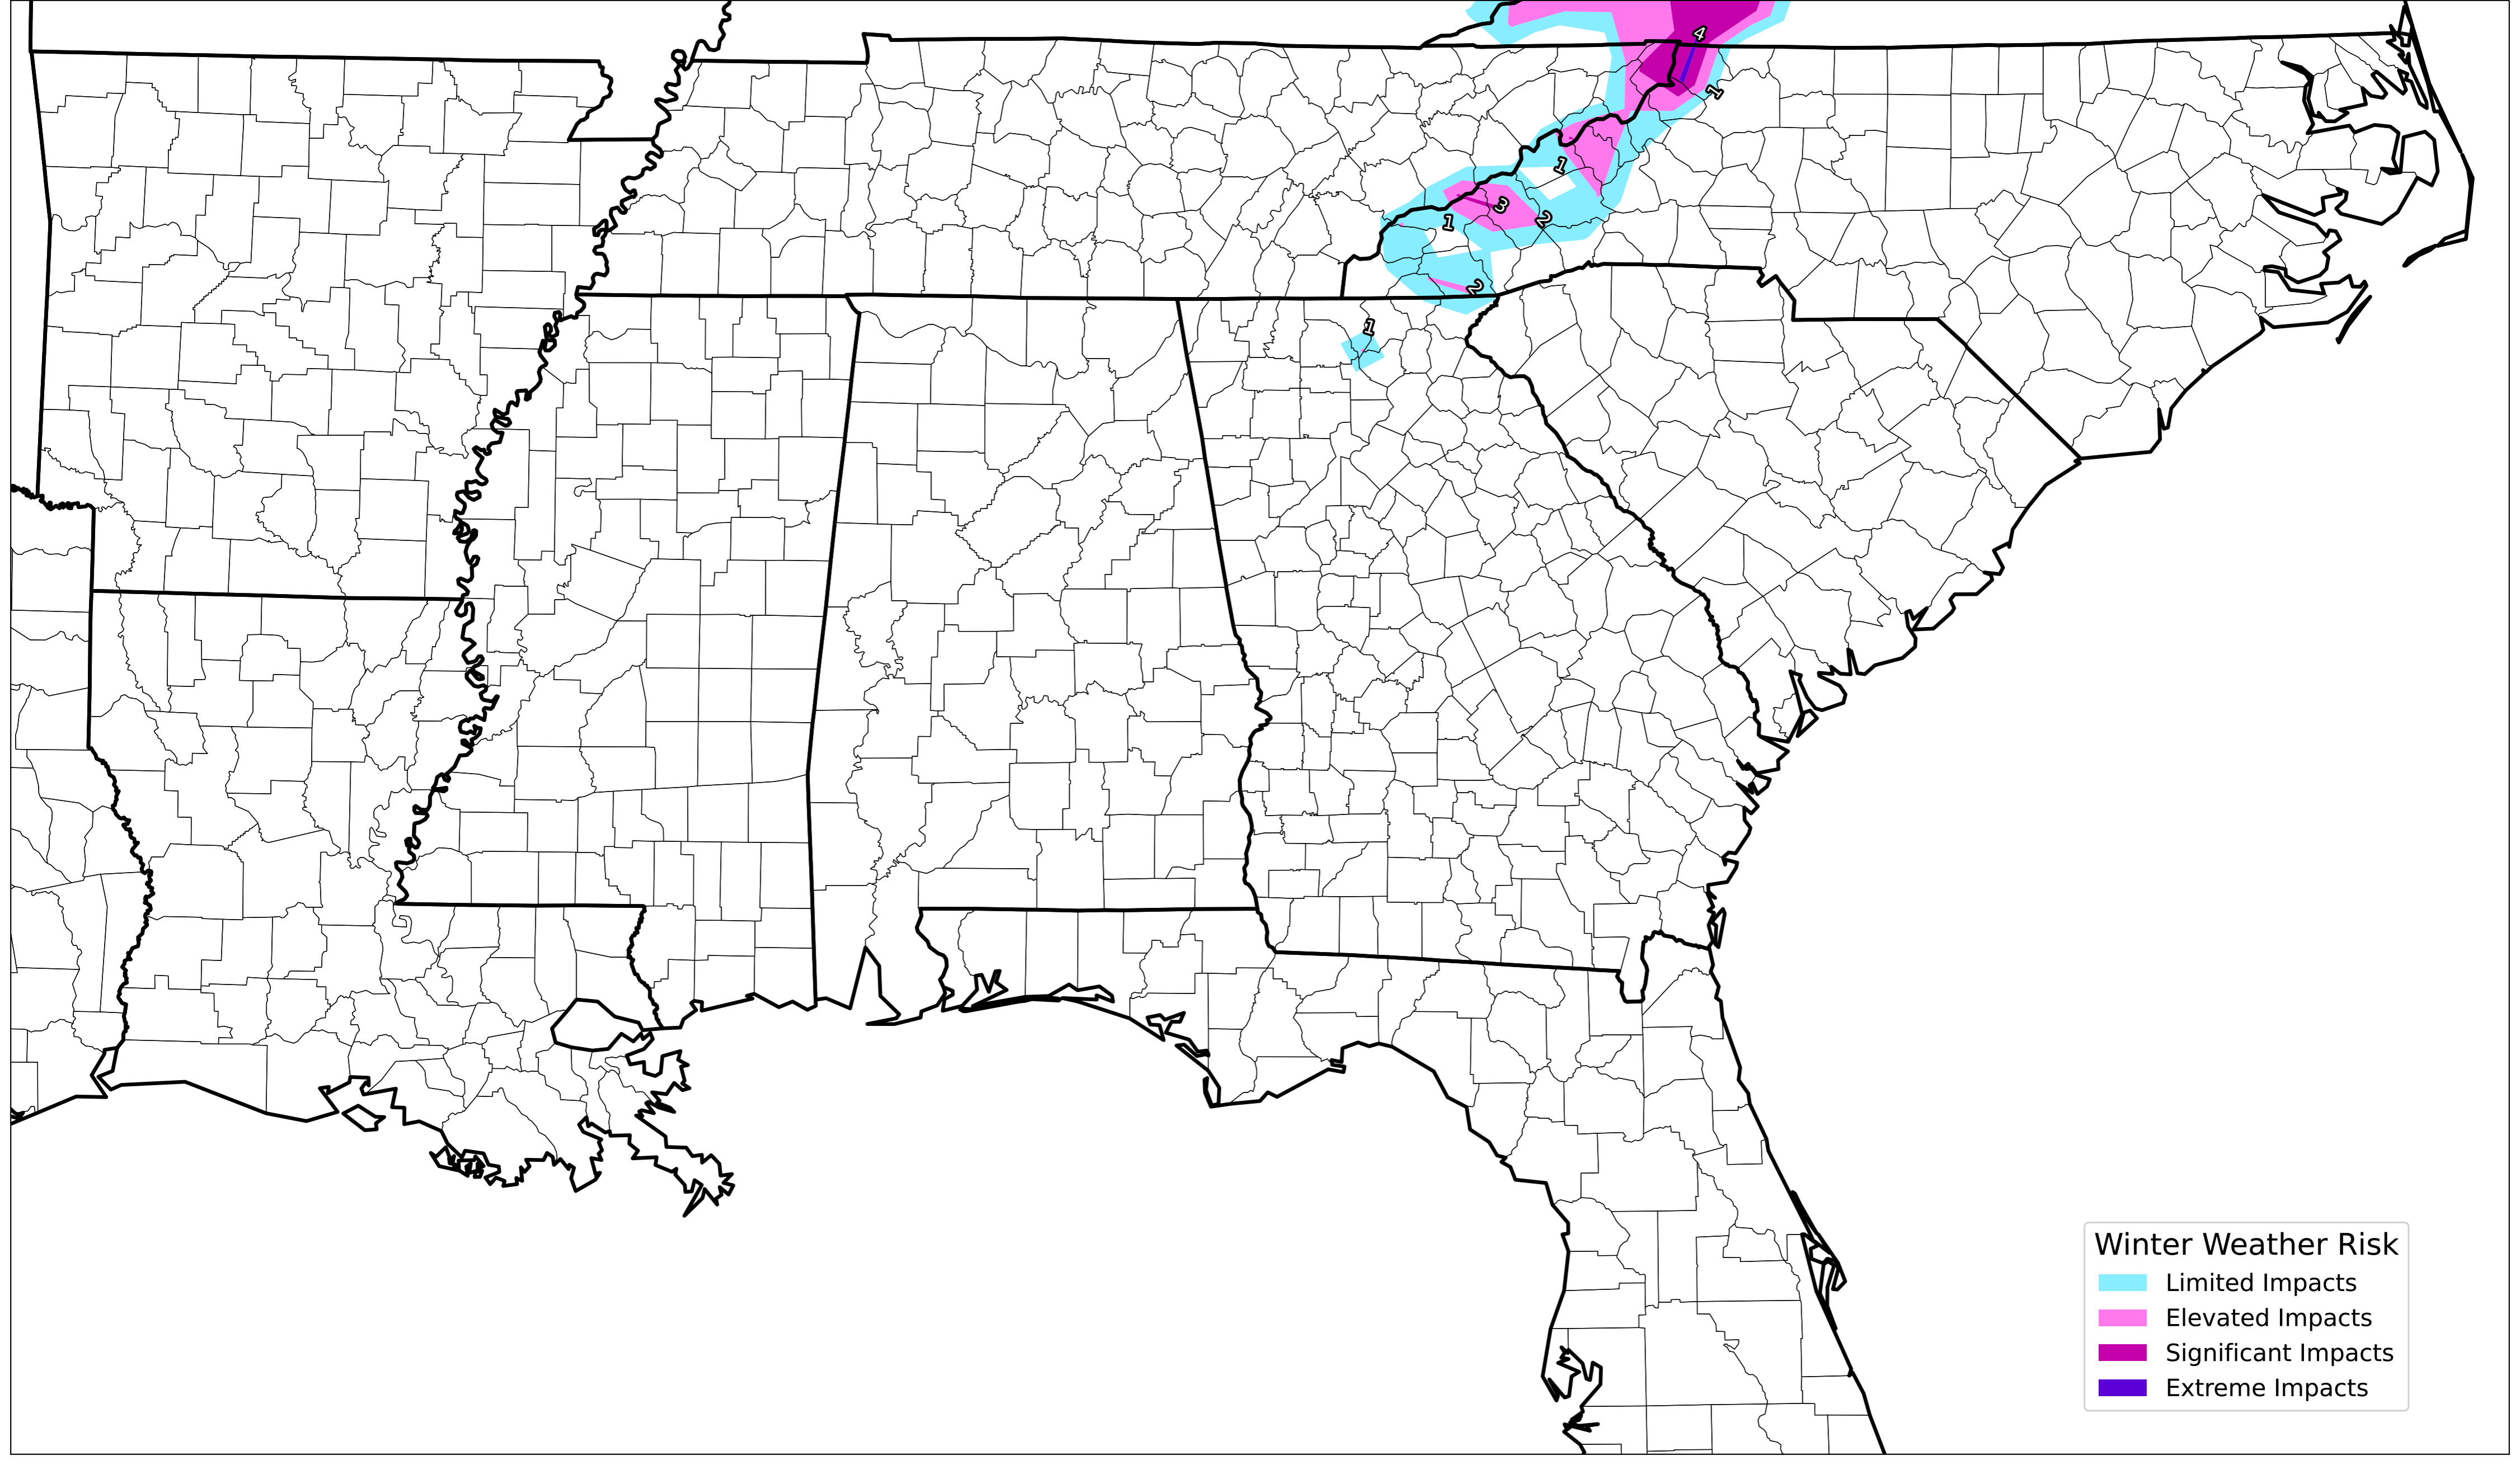 4
1
1
3
2
1
2
1
Winter Weather Risk
Limited Impacts
Elevated Impacts
Significant Impacts
Extreme Impacts